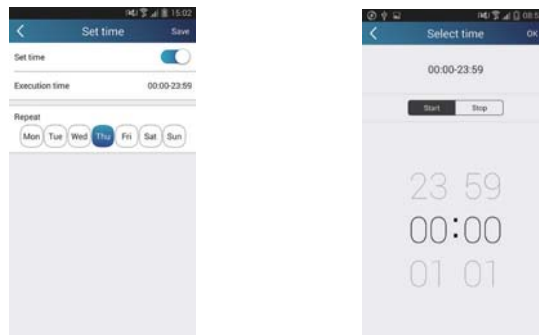 15:02
Set time
Save
Set time
Execution time 00:00-23:59
Repeat
Mon Tue Wed Thu Fri Sat Sun
Select time
OK
00:00-23:59
Start Stop
23 59
00:00
01 01